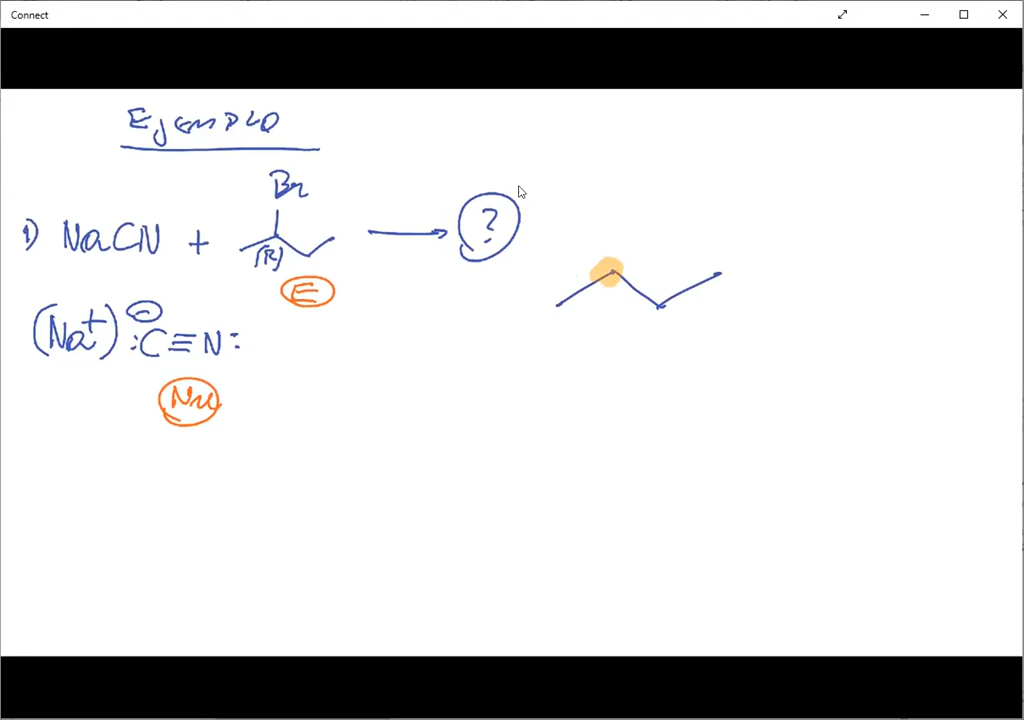 Connect
Ejemplo
Br
1) NaCN + (R) ?
E
(Na+) ⊖ :C≡N:
Nu